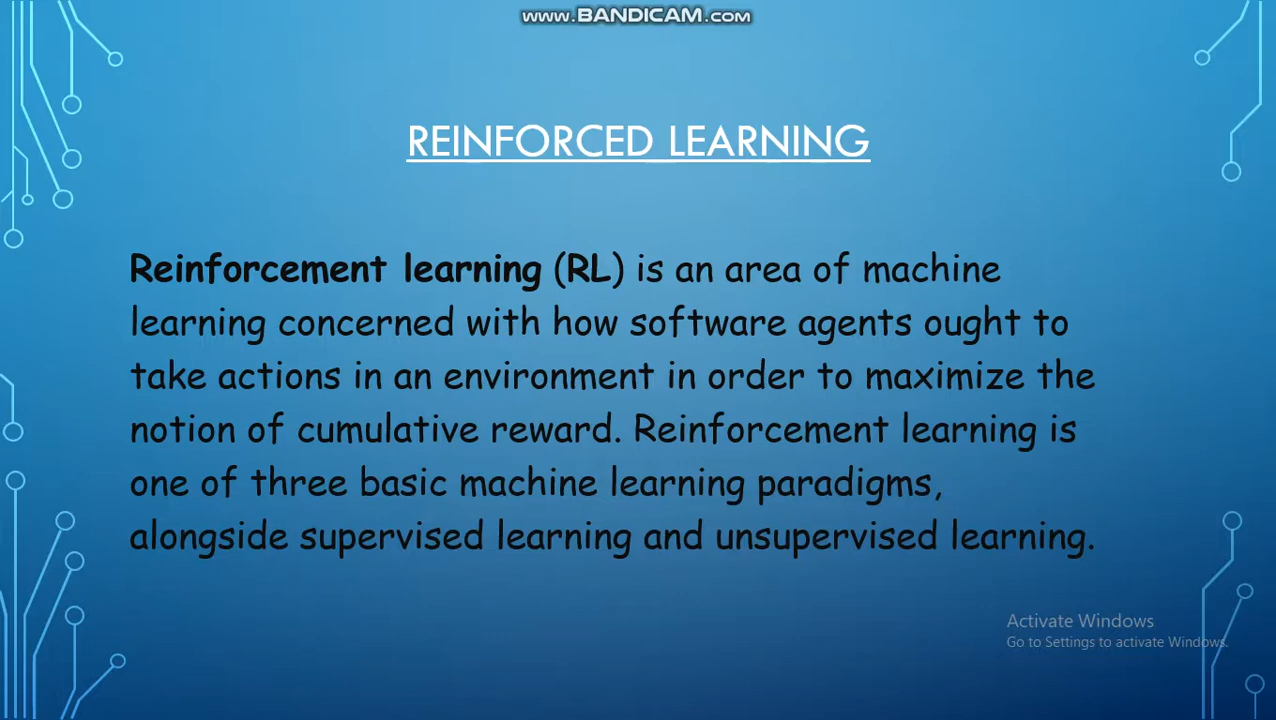 www.BANDICAM.com
REINFORCED LEARNING
Reinforcement learning (RL) is an area of machine
learning concerned with how software agents ought to
take actions in an environment in order to maximize the
notion of cumulative reward. Reinforcement learning is
one of three basic machine learning paradigms,
alongside supervised learning and unsupervised learning.
Activate Windows
Go to Settings to activate Windows.